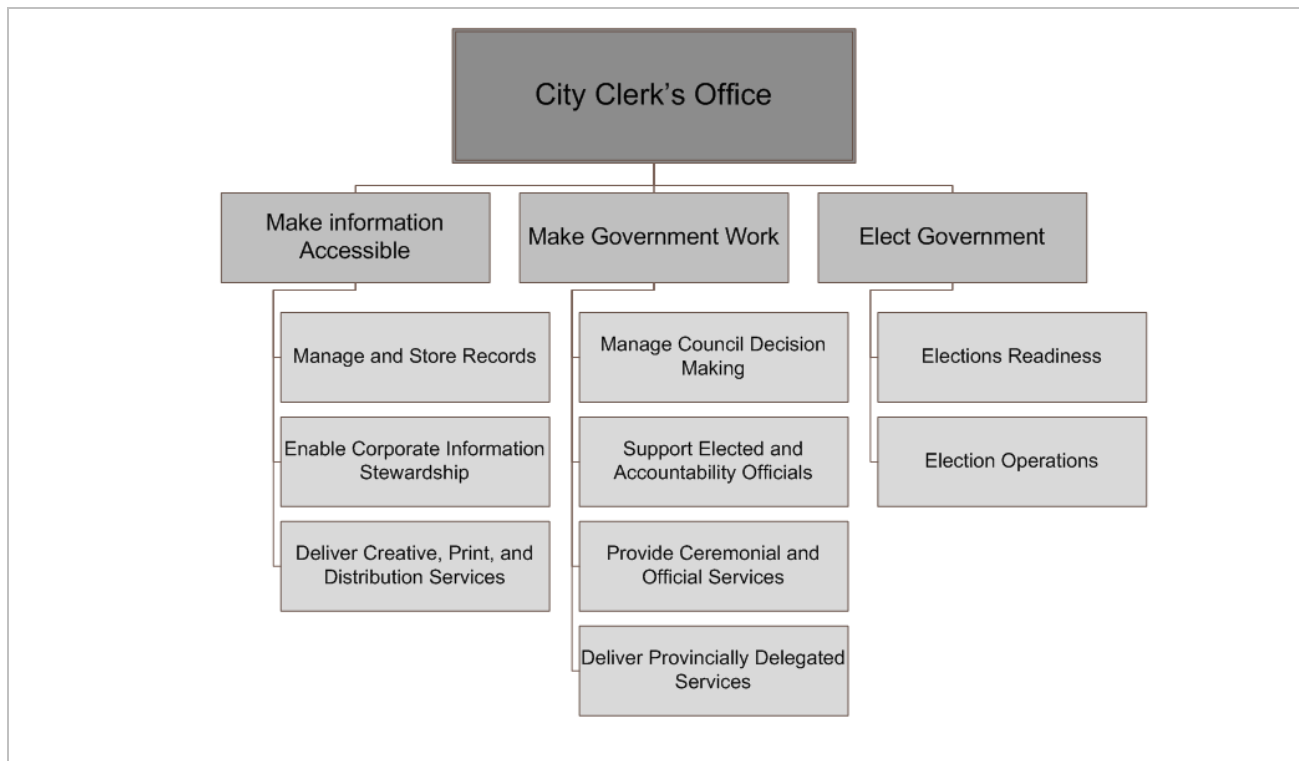 City Clerk's Office
Make information
Accessible
Manage and Store Records
Enable Corporate Information
Stewardship
Deliver Creative, Print, and
Distribution Services
Make Government Work
Manage Council Decision
Making
Support Elected and
Accountability Officials
Provide Ceremonial and
Official Services
Deliver Provincially Delegated
Services
Elect Government
Elections Readiness
Election Operations